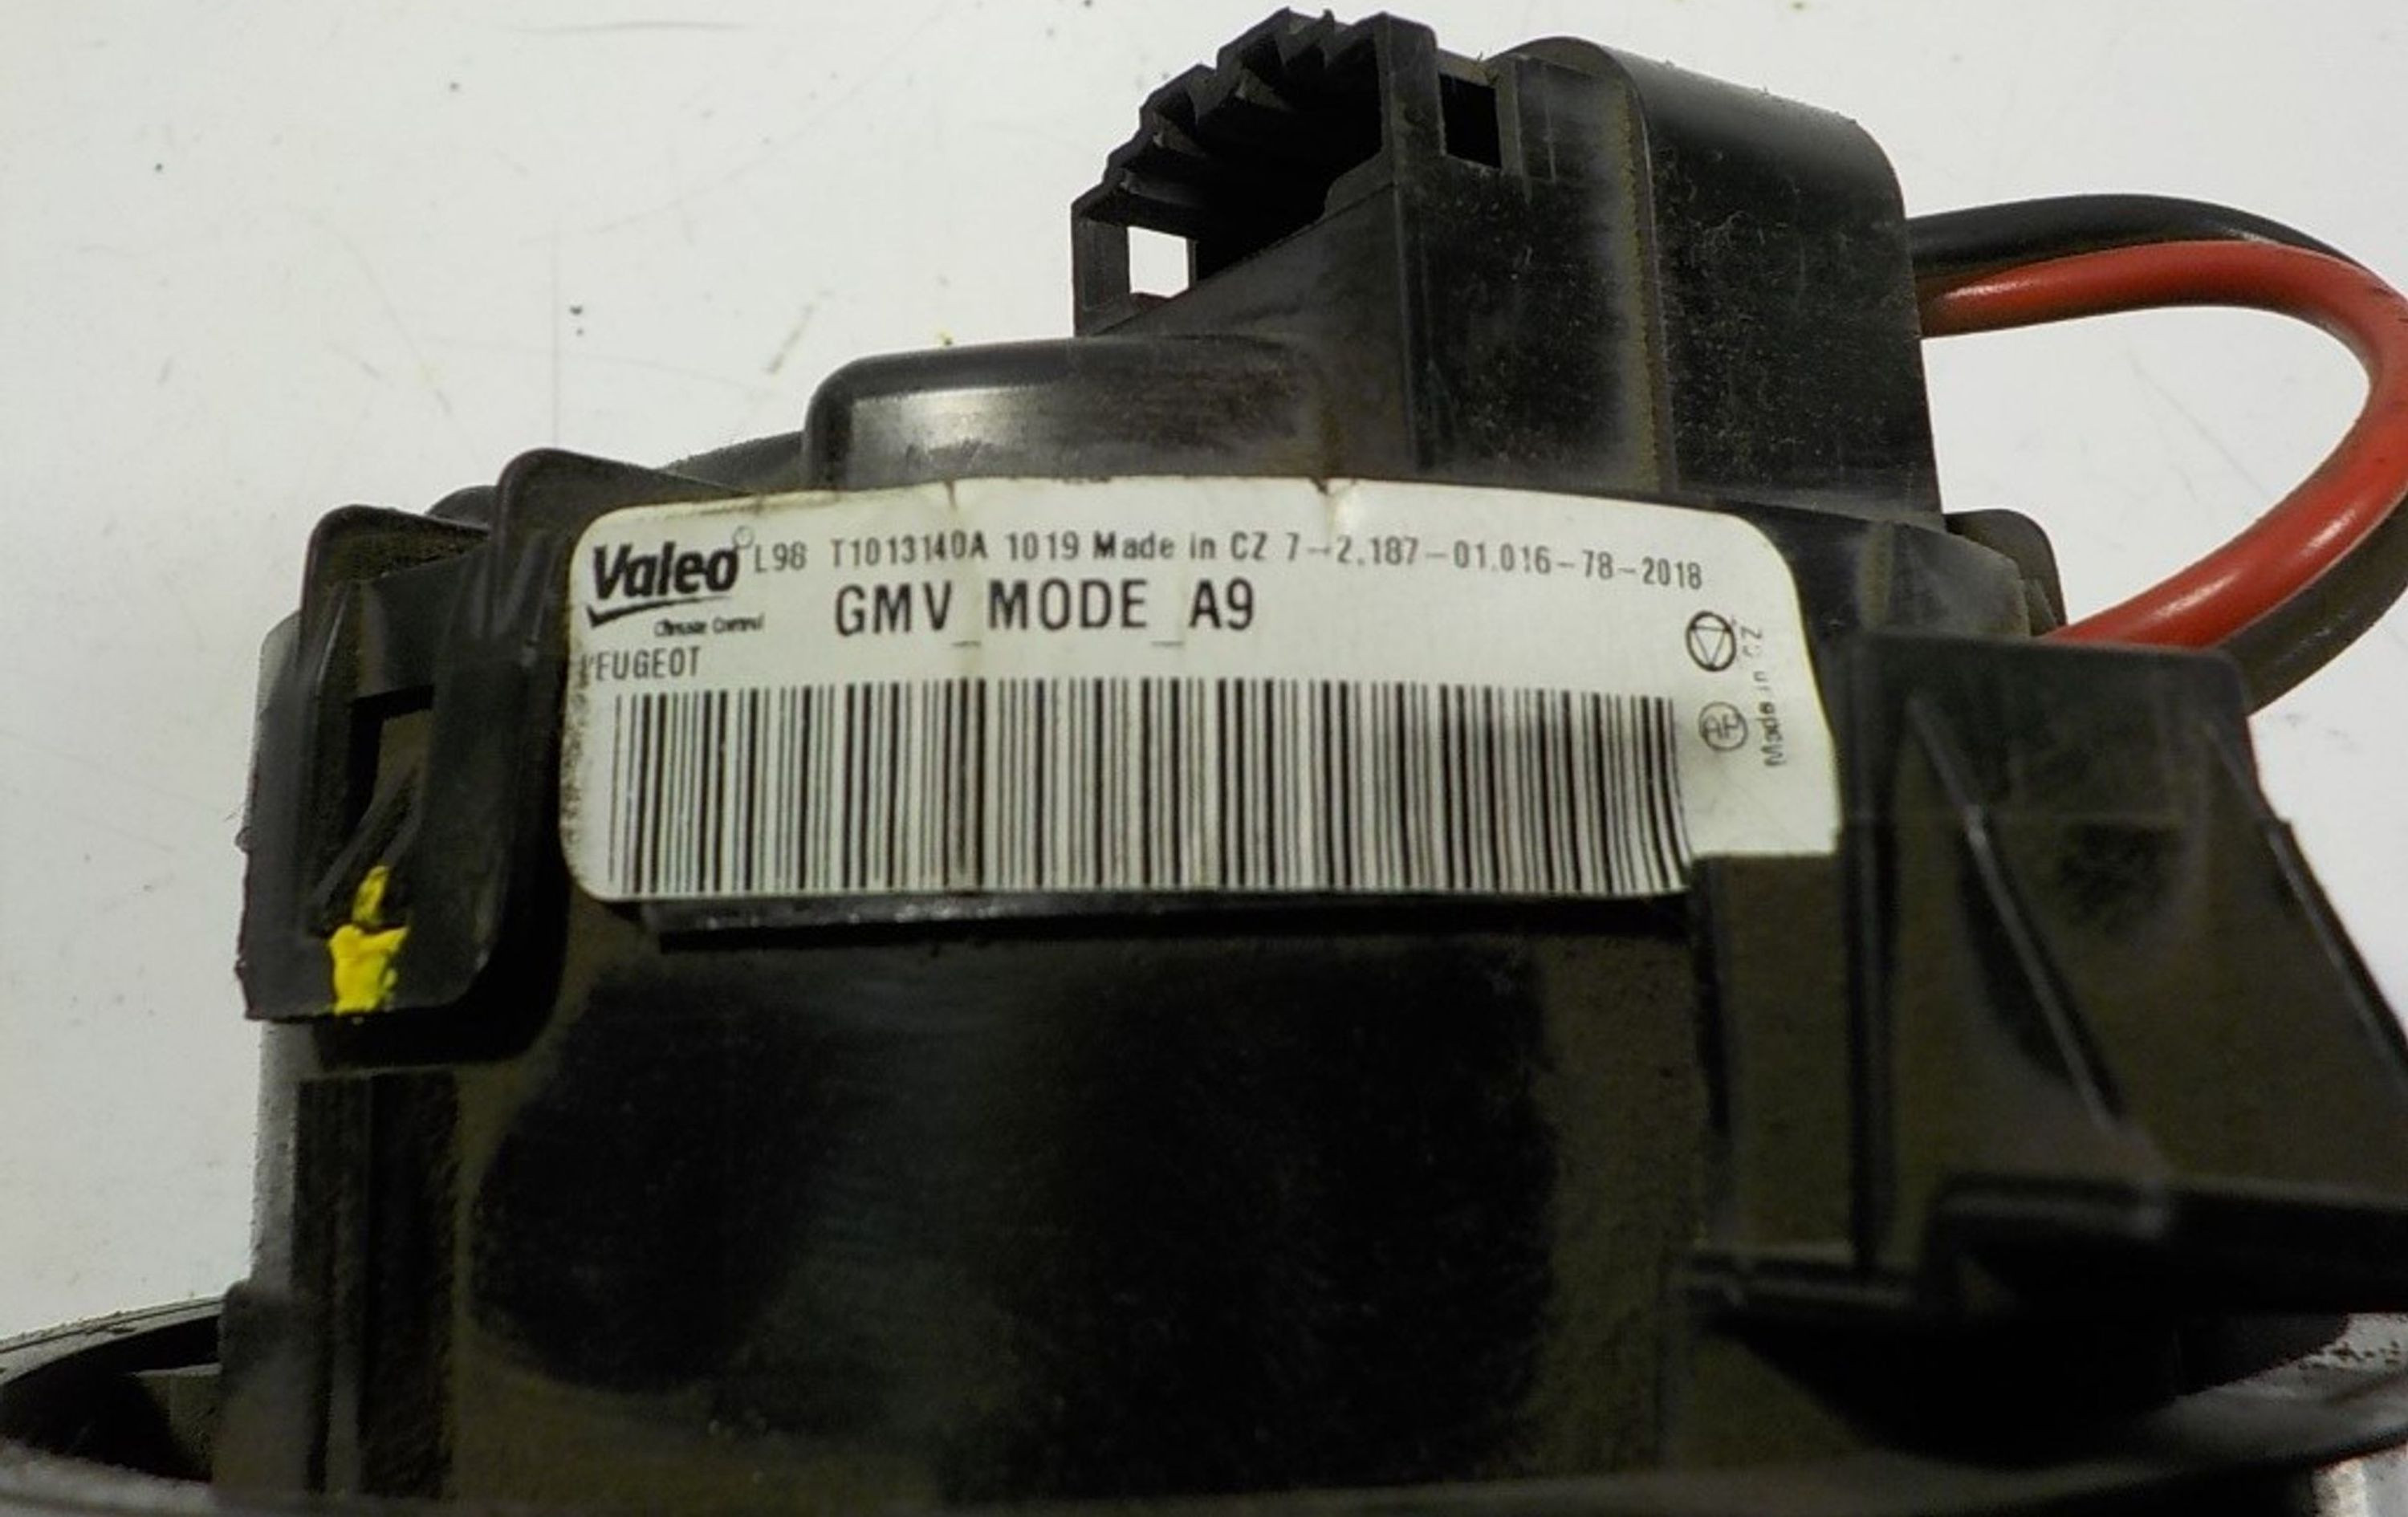 Valeo L98 T1013140A 1019 Made in CZ 7-2.187-01.016-78-2018
Climate Control
GMV_MODE_A9
PEUGEOT
Made in CZ